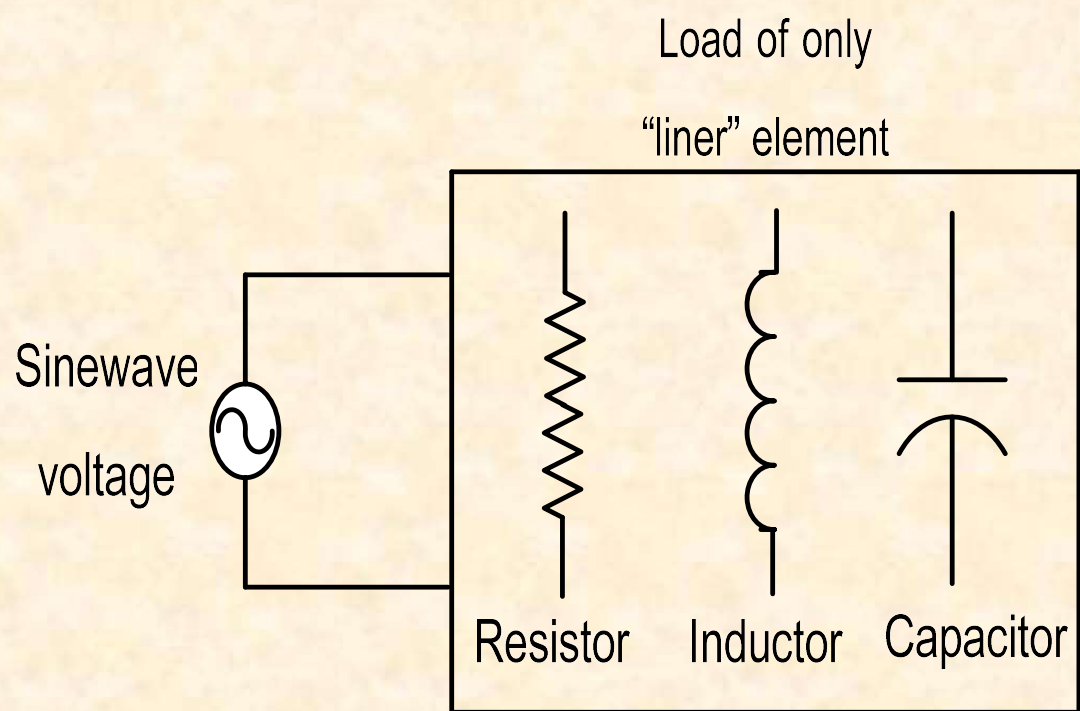 Load of only
“liner” element
Sinewave
voltage
Resistor
Inductor
Capacitor